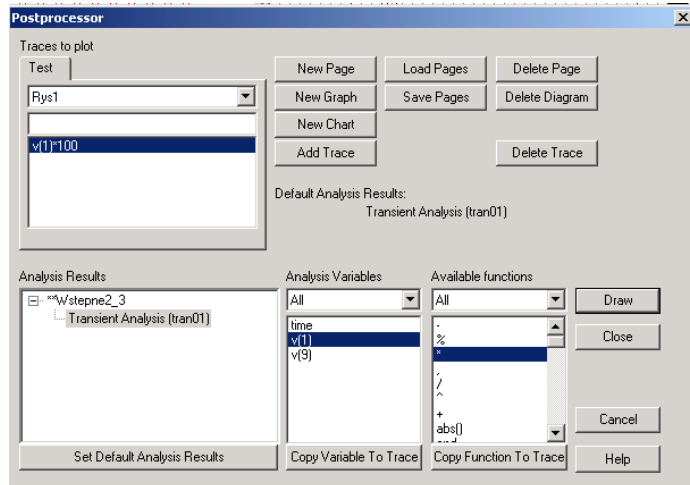 Postprocessor
Traces to plot
Test
Rys1
v(1)*100
New Page
Load Pages
Delete Page
New Graph
Save Pages
Delete Diagram
New Chart
Add Trace
Delete Trace
Default Analysis Results:
Transient Analysis (tran01)
Analysis Results
Analysis Variables
Available functions
**Wstepne2_3
Transient Analysis (tran01)
All
time
v(1)
v(9)
All
-
%
*
,
/
^
+
abs()
Draw
Close
Cancel
Help
Set Default Analysis Results
Copy Variable To Trace
Copy Function To Trace